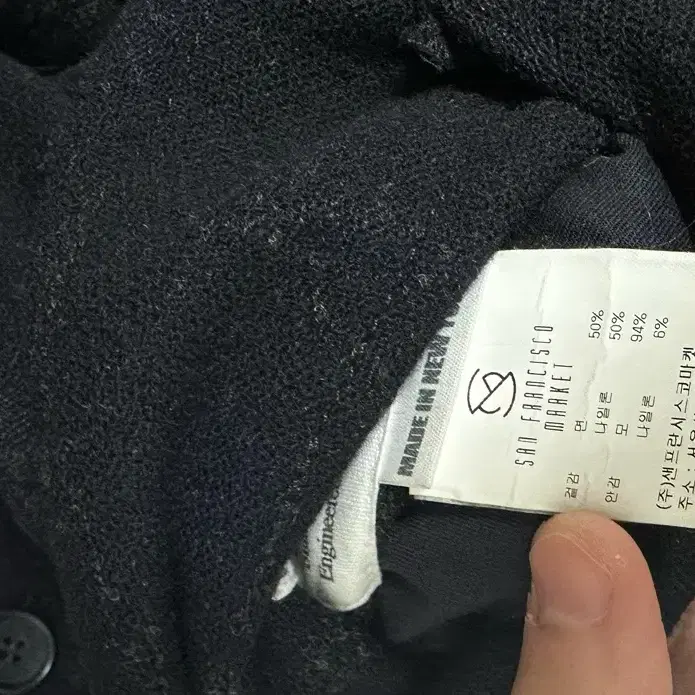 SAN FRANCISCO
MARKET
겉감 면 50%
나일론 50%
안감 모 94%
나일론 6%
(주)샌프란시스코마켓
주소 :
MADE IN NEW
Engineer